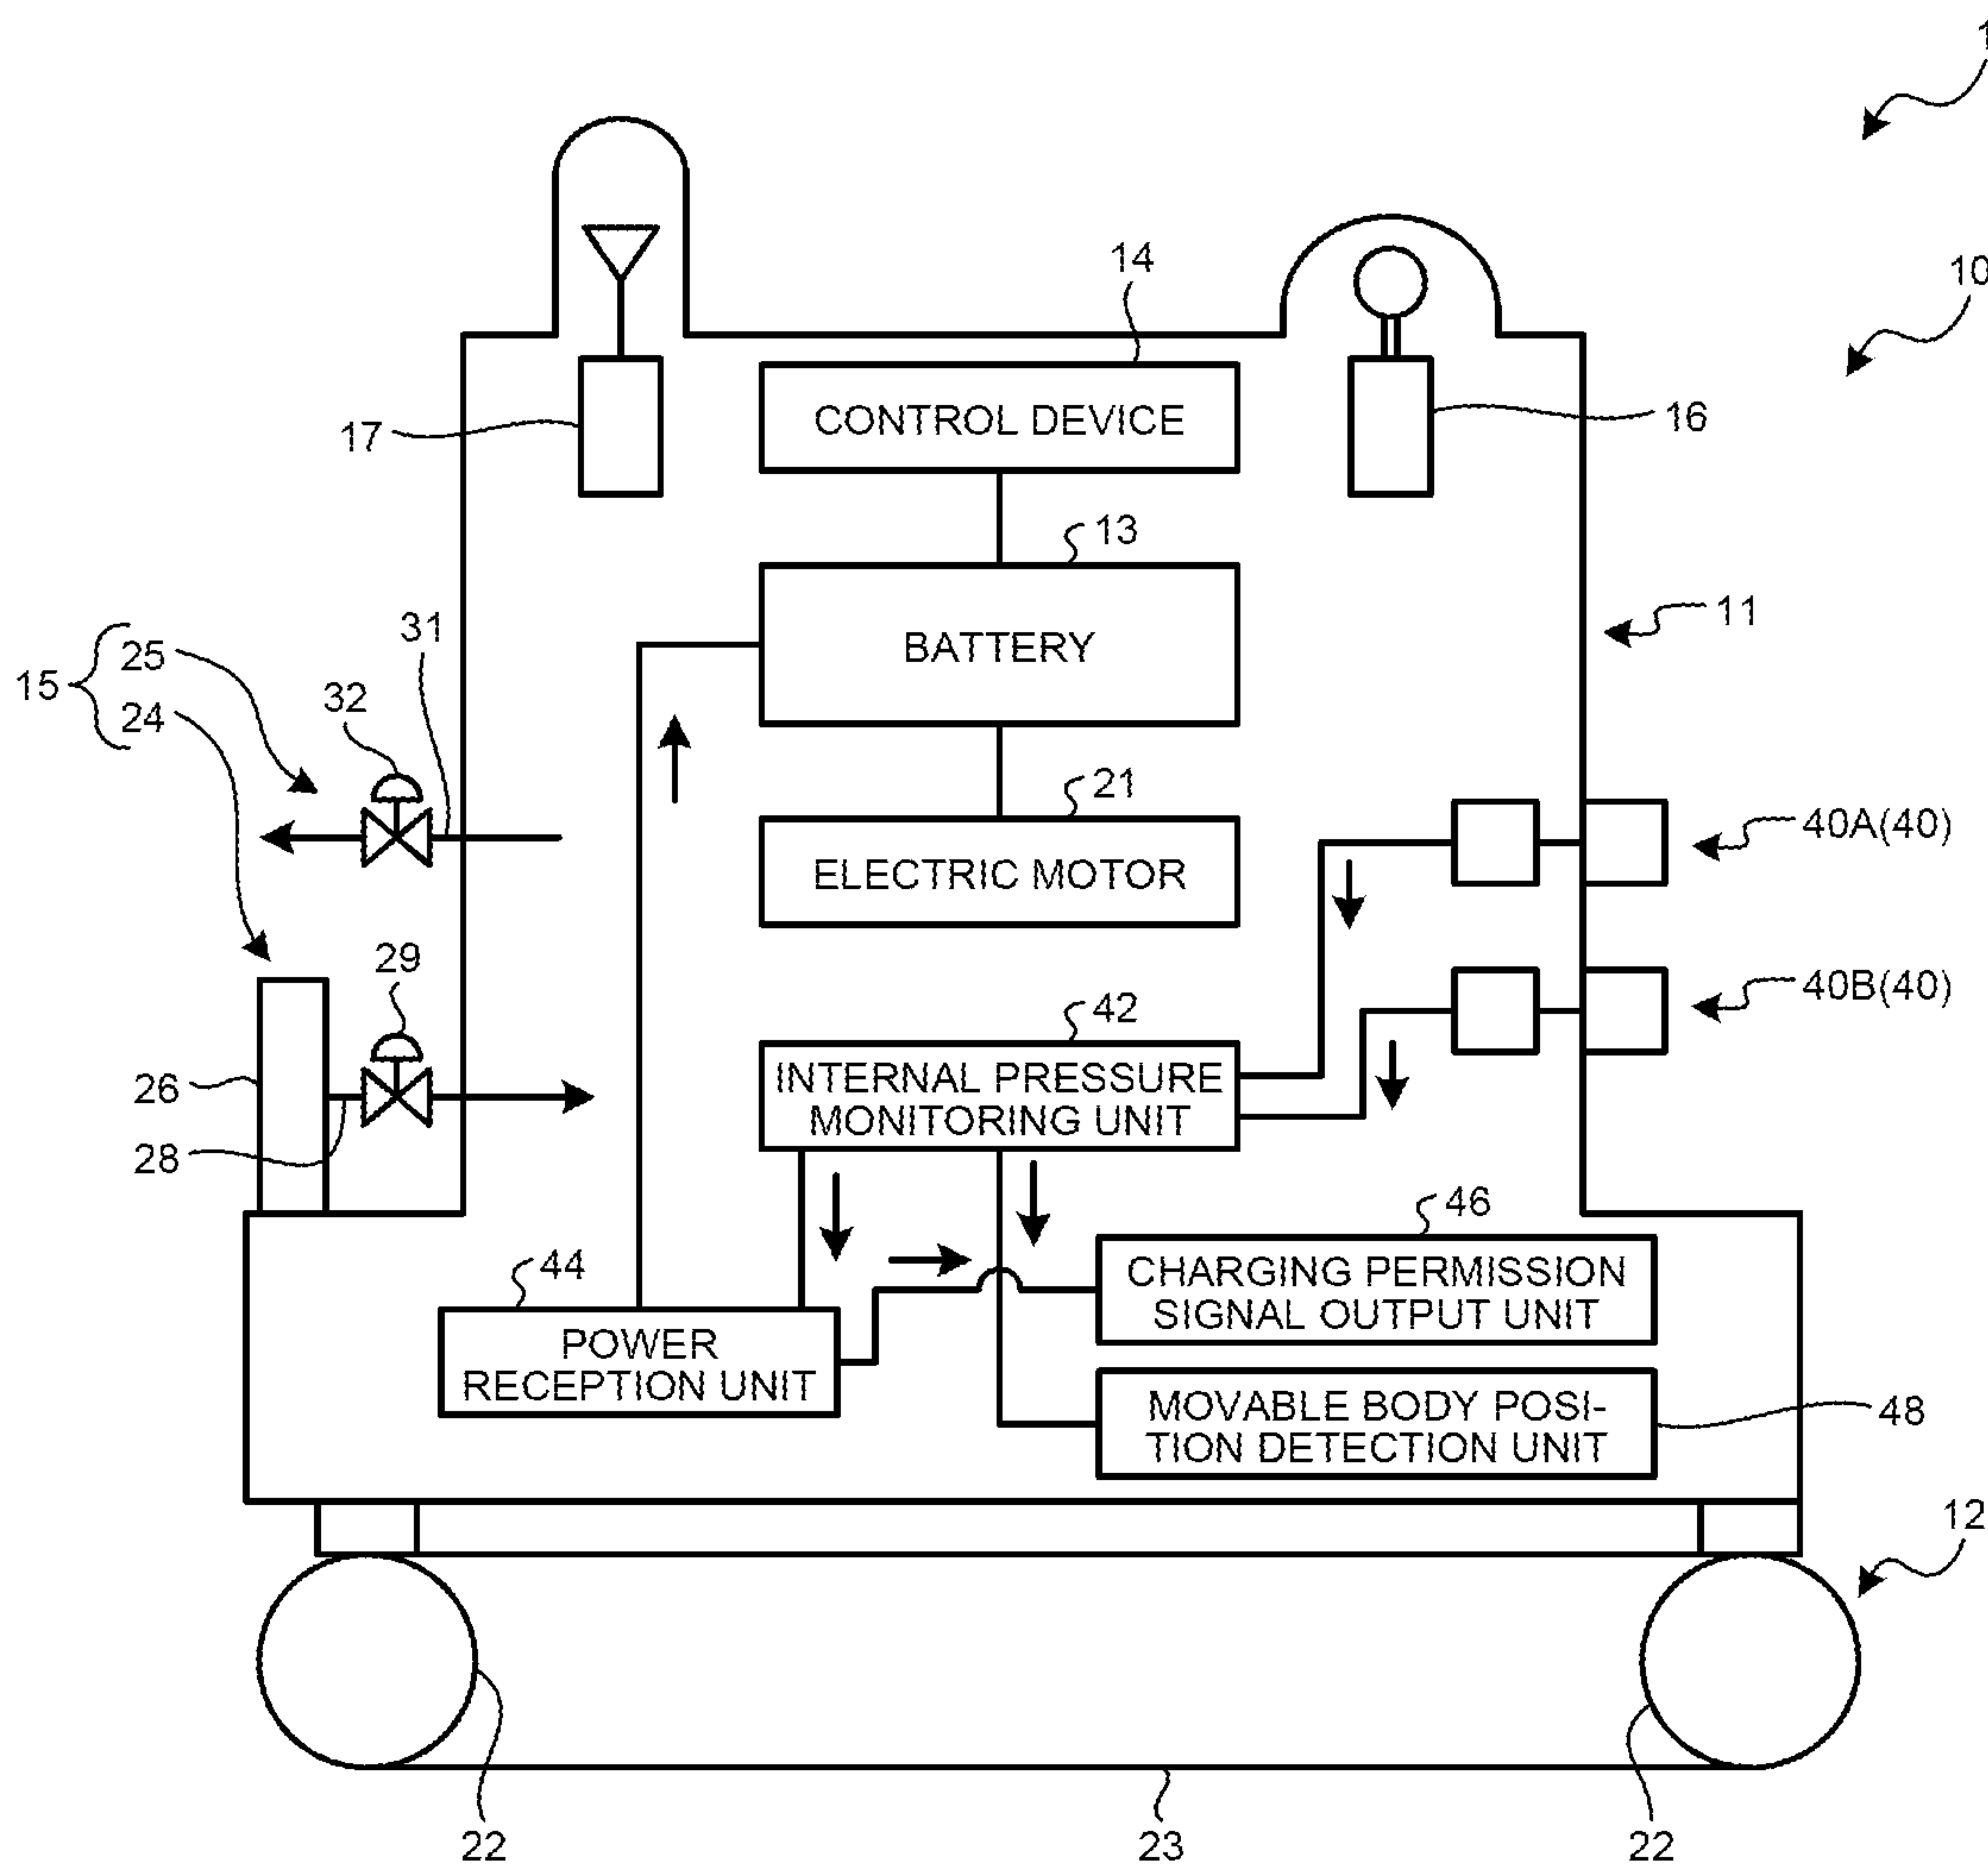 1
10
14
CONTROL DEVICE
17
16
13
BATTERY
11
31
15
25
24
32
21
ELECTRIC MOTOR
40A(40)
29
40B(40)
42
INTERNAL PRESSURE
MONITORING UNIT
26
28
46
CHARGING PERMISSION
SIGNAL OUTPUT UNIT
44
POWER
RECEPTION UNIT
MOVABLE BODY POSI-
TION DETECTION UNIT
48
12
22
23
22